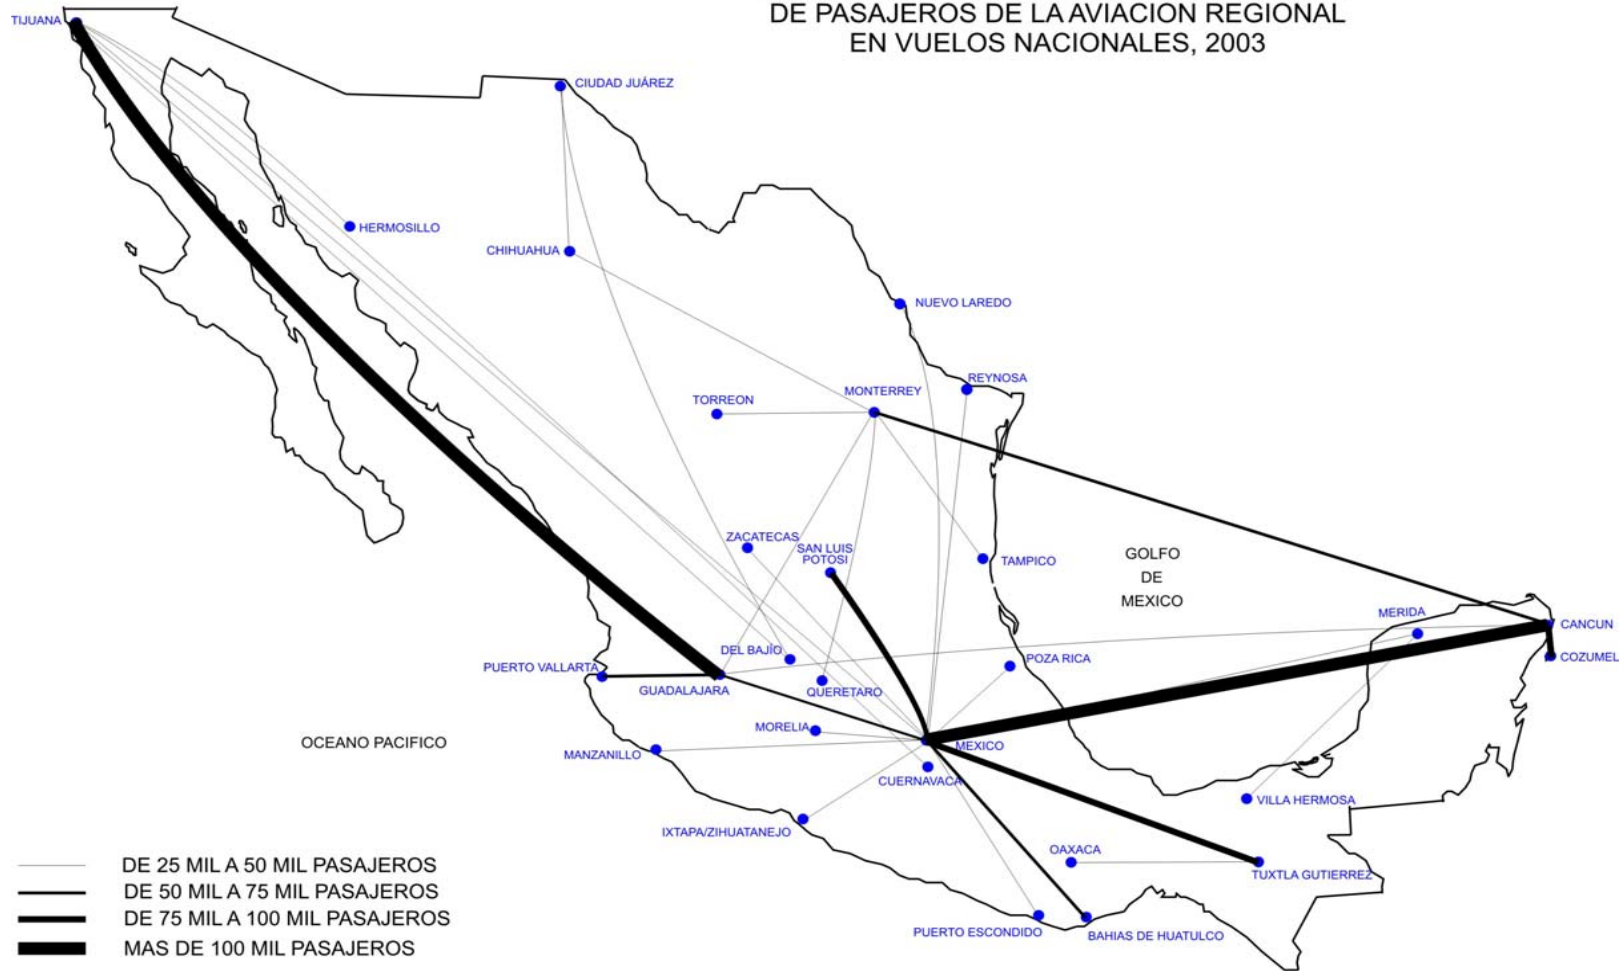 DE PASAJEROS DE LA AVIACION REGIONAL
EN VUELOS NACIONALES, 2003
TIJUANA
CIUDAD JUÁREZ
HERMOSILLO
CHIHUAHUA
NUEVO LAREDO
REYNOSA
MONTERREY
TORREON
ZACATECAS
SAN LUIS
POTOSI
TAMPICO
GOLFO
DE
MEXICO
MERIDA
CANCUN
COZUMEL
DEL BAJÍO
POZA RICA
PUERTO VALLARTA
GUADALAJARA
QUERETARO
MORELIA
OCEANO PACIFICO
MANZANILLO
MEXICO
CUERNAVACA
VILLA HERMOSA
IXTAPA/ZIHUATANEJO
OAXACA
TUXTLA GUTIERREZ
PUERTO ESCONDIDO
BAHIAS DE HUATULCO
DE 25 MIL A 50 MIL PASAJEROS
DE 50 MIL A 75 MIL PASAJEROS
DE 75 MIL A 100 MIL PASAJEROS
MAS DE 100 MIL PASAJEROS